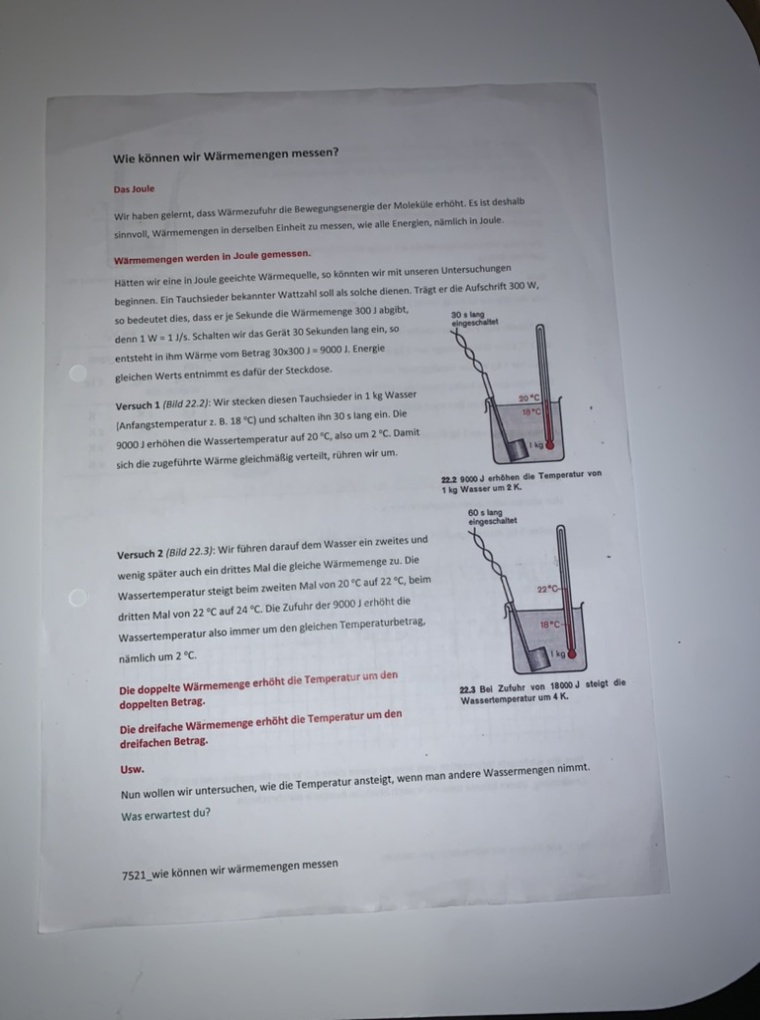 Wie können wir Wärmemengen messen?
Das Joule
Wir haben gelernt, dass Wärmezufuhr die Bewegungsenergie der Moleküle erhöht. Es ist deshalb
sinnvoll, Wärmemengen in derselben Einheit zu messen, wie alle Energien, nämlich in Joule.
Wärmemengen werden in Joule gemessen.
Hätten wir eine in Joule geeichte Wärmequelle, so könnten wir mit unseren Untersuchungen
beginnen. Ein Tauchsieder bekannter Wattzahl soll als solche dienen. Trägt er die Aufschrift 300 W,
so bedeutet dies, dass er je Sekunde die Wärmemenge 300 J abgibt,
denn 1 W = 1 J/s. Schalten wir das Gerät 30 Sekunden lang ein, so
entsteht in ihm Wärme vom Betrag 30x300 J = 9000 J. Energie
gleichen Werts entnimmt es dafür der Steckdose.
Versuch 1 (Bild 22.2): Wir stecken diesen Tauchsieder in 1 kg Wasser
(Anfangstemperatur z. B. 18 °C) und schalten ihn 30 s lang ein. Die
9000 J erhöhen die Wassertemperatur auf 20 °C, also um 2 °C. Damit
sich die zugeführte Wärme gleichmäßig verteilt, rühren wir um.
30 s lang
eingeschaltet
20 °C
18 °C
1 kg
22.2 9000 J erhöhen die Temperatur von
1 kg Wasser um 2 K.
Versuch 2 (Bild 22.3): Wir führen darauf dem Wasser ein zweites und
wenig später auch ein drittes Mal die gleiche Wärmemenge zu. Die
Wassertemperatur steigt beim zweiten Mal von 20 °C auf 22 °C, beim
dritten Mal von 22 °C auf 24 °C. Die Zufuhr der 9000 J erhöht die
Wassertemperatur also immer um den gleichen Temperaturbetrag,
nämlich um 2 °C.
60 s lang
eingeschaltet
22 °C
18 °C
1 kg
22.3 Bei Zufuhr von 18000 J steigt die
Wassertemperatur um 4 K.
Die doppelte Wärmemenge erhöht die Temperatur um den
doppelten Betrag.
Die dreifache Wärmemenge erhöht die Temperatur um den
dreifachen Betrag.
Usw.
Nun wollen wir untersuchen, wie die Temperatur ansteigt, wenn man andere Wassermengen nimmt.
Was erwartest du?
7521_wie können wir wärmemengen messen